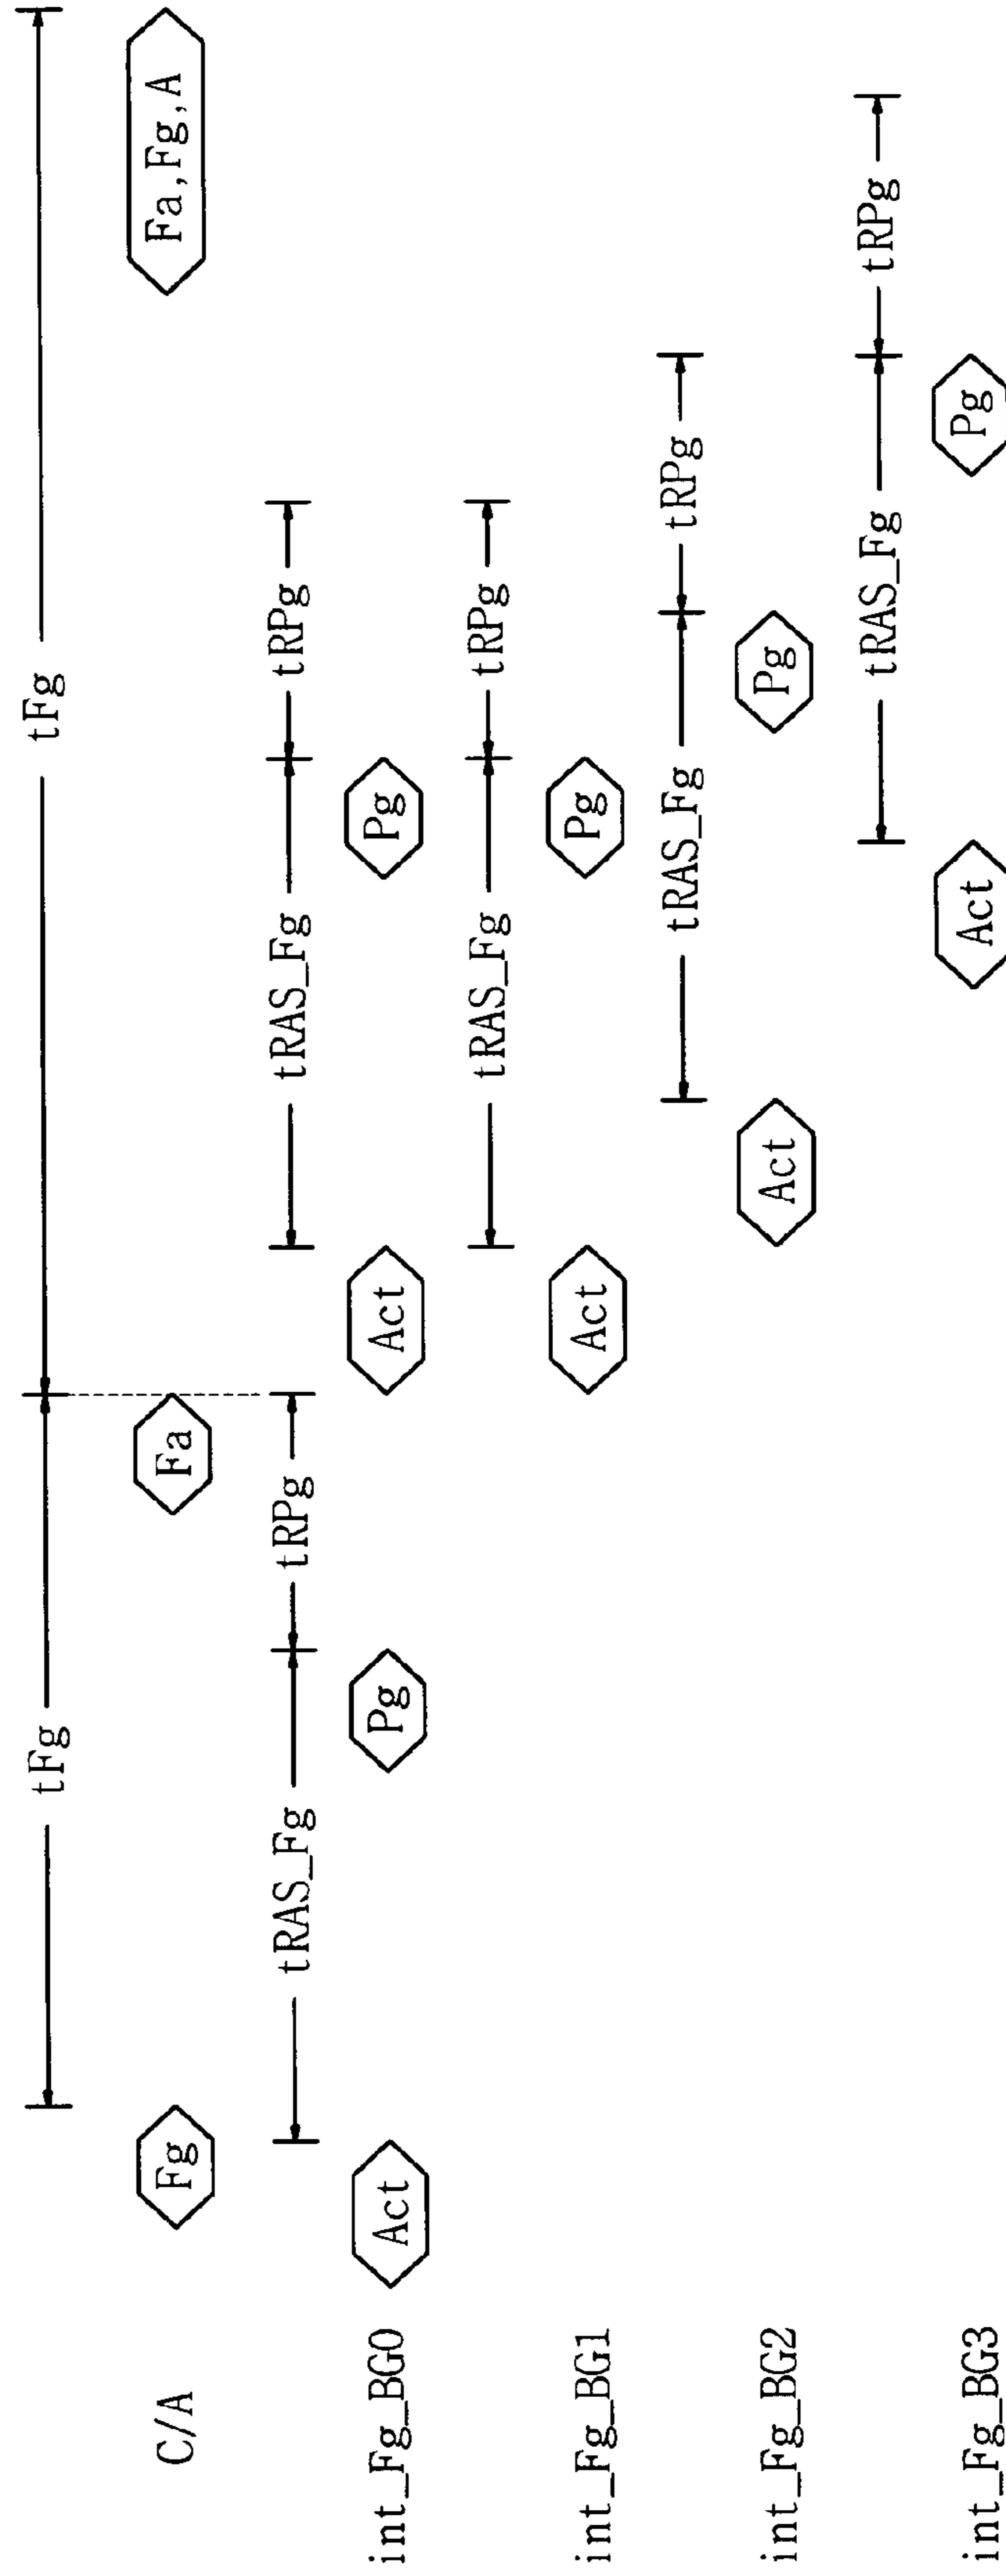 tFg tFg
C/A Fg Fa Fa,Fg,A
tRAS_Fg tRPg tRAS_Fg tRPg
int_Fg_BG0 Act Pg Act Pg
tRAS_Fg tRPg
int_Fg_BG1 Act Pg
tRAS_Fg tRPg
int_Fg_BG2 Act Pg
tRAS_Fg tRPg
int_Fg_BG3 Act Pg